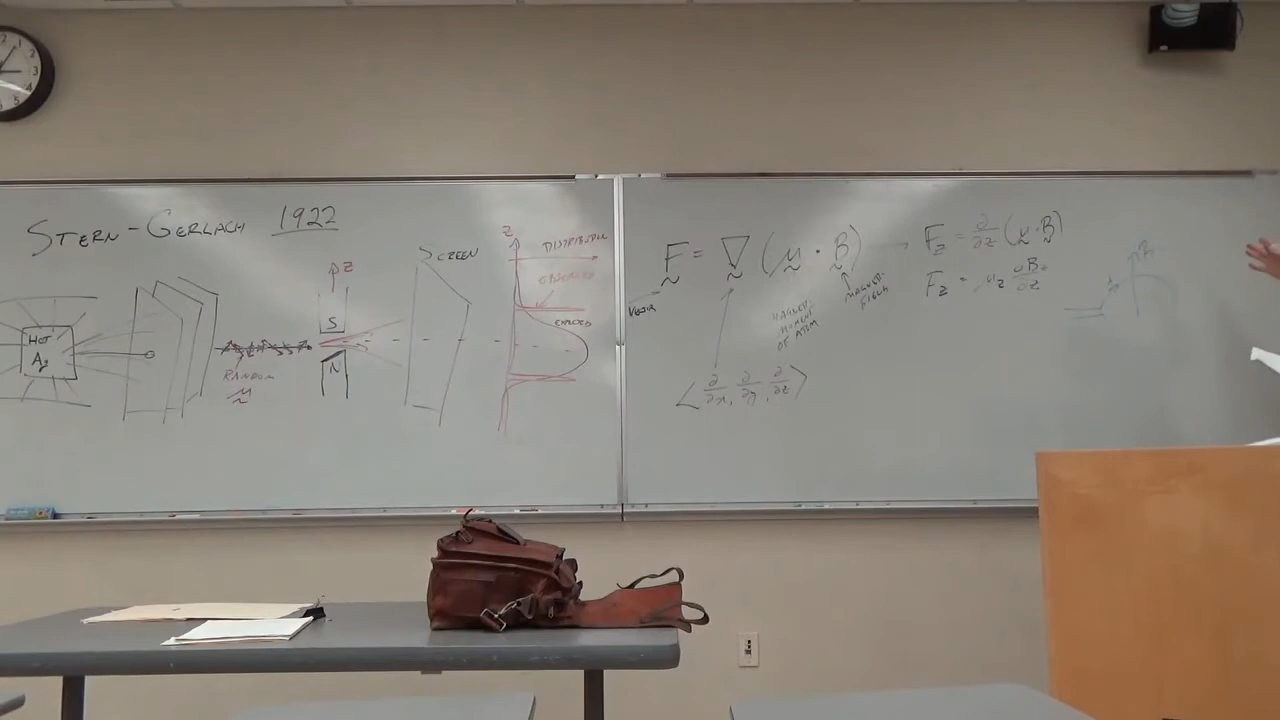 STERN-GERLACH 1922
HOT
Ag
RANDOM
μ
z
S
N
SCREEN
z
DISTRIBUTION
OBSERVED
EXPECTED
F = ∇ (μ · B)
VECTOR
MAGNETIC
MOMENT
OF ATOM
MAGNETIC
FIELD
⟨∂/∂x, ∂/∂y, ∂/∂z⟩
F_z = ∂/∂z (μ · B)
F_z = μ_z ∂B_z/∂z
B